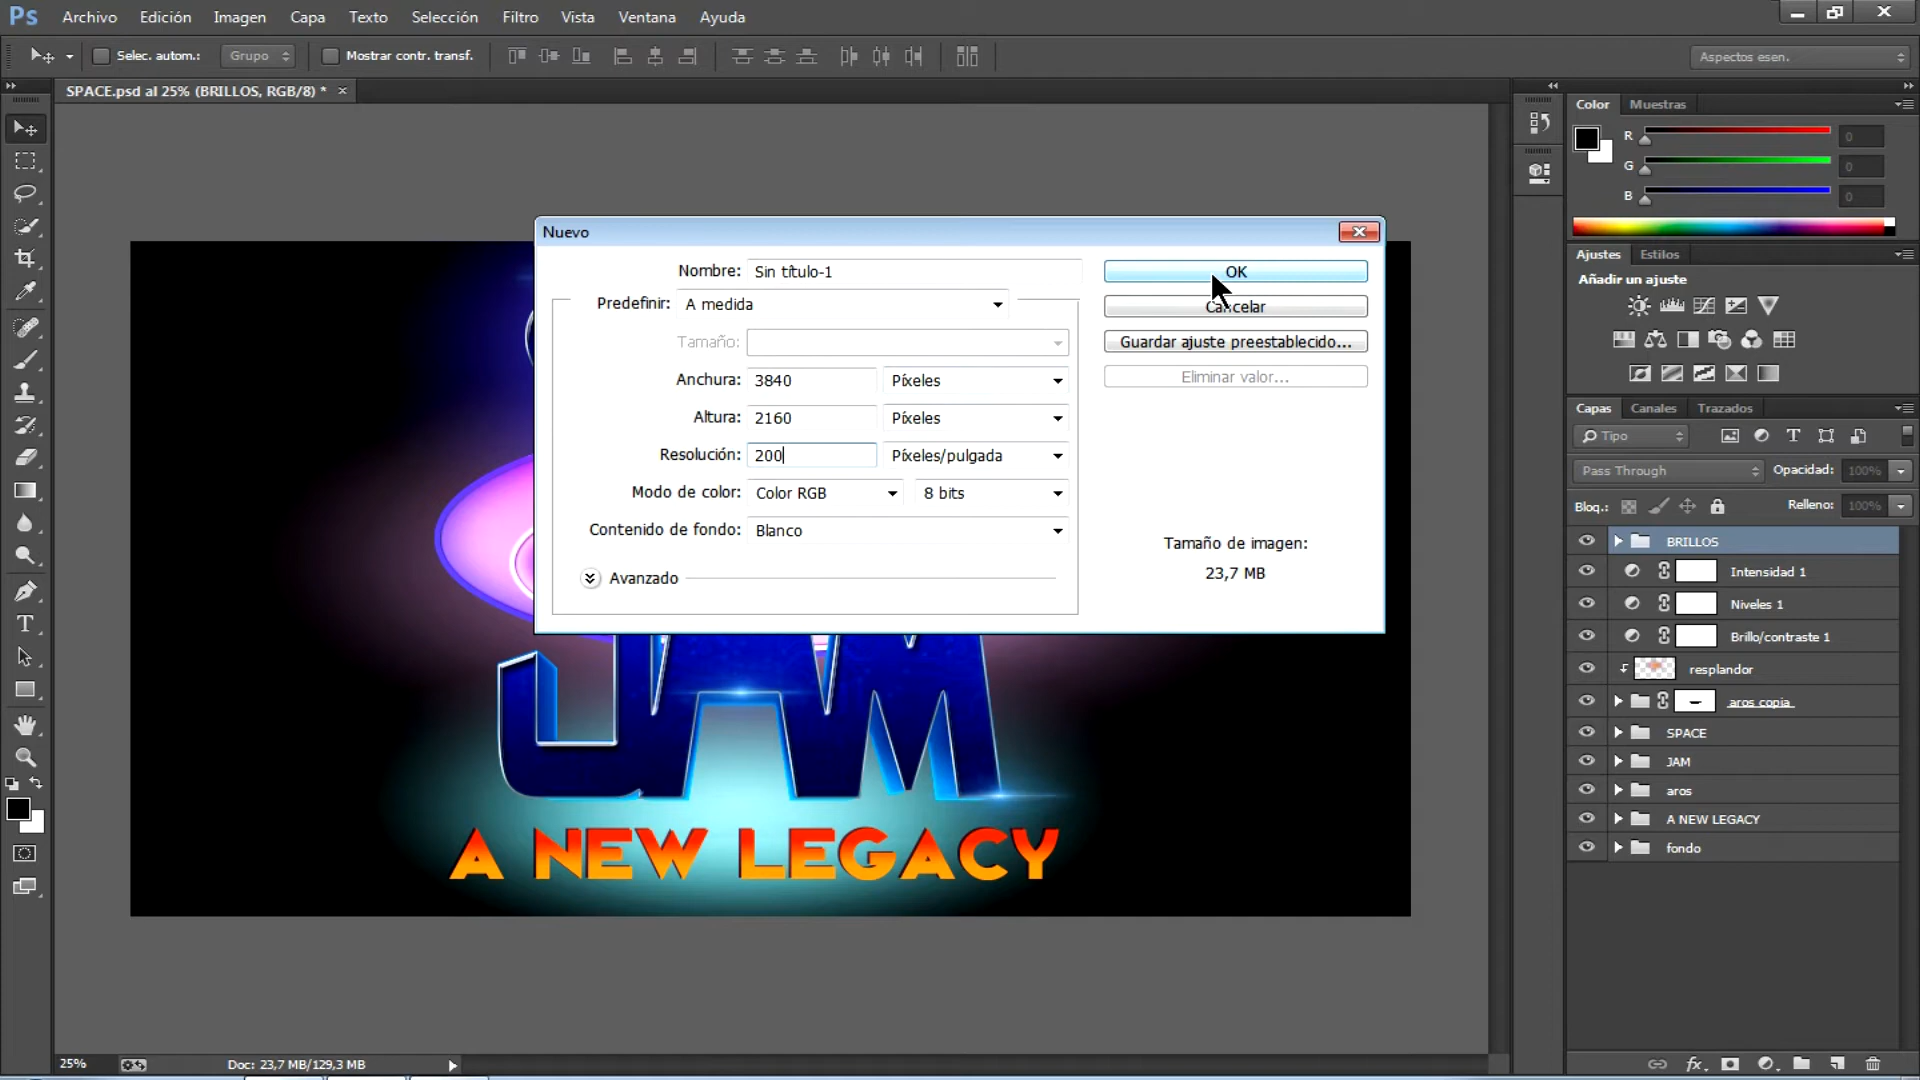 Ps Archivo Edición Imagen Capa Texto Selección Filtro Vista Ventana Ayuda
Selec. autom.: Grupo Mostrar contr. transf. Aspectos esen.
SPACE.psd al 25% (BRILLOS, RGB/8) *
Color Muestras
R 0
G 0
B 0
Nuevo
Nombre: Sin título-1
OK
Predefinir: A medida
Cancelar
Tamaño:
Guardar ajuste preestablecido...
Anchura: 3840 Píxeles
Eliminar valor...
Altura: 2160 Píxeles
Resolución: 200 Píxeles/pulgada
Modo de color: Color RGB 8 bits
Contenido de fondo: Blanco
Tamaño de imagen:
23,7 MB
Avanzado
Ajustes Estilos
Añadir un ajuste
Capas Canales Trazados
Tipo
Pass Through Opacidad: 100%
Bloq.: Relleno: 100%
BRILLOS
Intensidad 1
Niveles 1
Brillo/contraste 1
resplandor
aros copia
SPACE
JAM
aros
A NEW LEGACY
fondo
JAM
A NEW LEGACY
25% Doc: 23,7 MB/129,3 MB